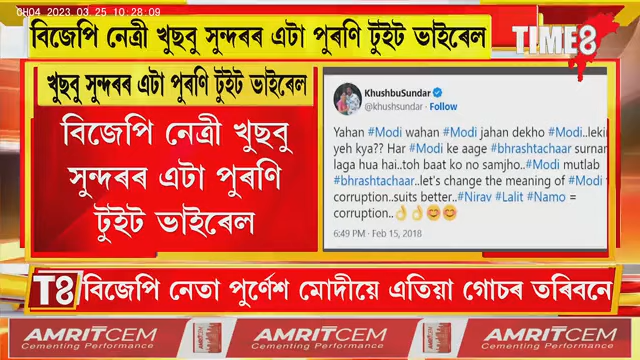 CH04 2023.03.25 10:28:09
বিজেপি নেত্ৰী খুছবু সুন্দৰৰ এটা পুৰণি টুইট ভাইৰেল
TIME8
খুছবু সুন্দৰৰ এটা পুৰণি টুইট ভাইৰেল
বিজেপি নেত্ৰী খুছবু
সুন্দৰৰ এটা পুৰণি
টুইট ভাইৰেল
KhushbuSundar
@khushsundar · Follow
Yahan #Modi wahan #Modi jahan dekho #Modi..leki
yeh kya?? Har #Modi ke aage #bhrashtachaar surnar
laga hua hai..toh baat ko no samjho..#Modi mutlab
#bhrashtachaar..let's change the meaning of #Modi
corruption..suits better..#Nirav #Lalit #Namo =
corruption..👌👌😊😊
6:49 PM · Feb 15, 2018
T8 বিজেপি নেতা পুৰ্ণেশ মোদীয়ে এতিয়া গোচৰ তৰিবনে
AMRITCEM AMRITCEM AMRITCEM
Cementing Performance Cementing Performance Cementing Performance